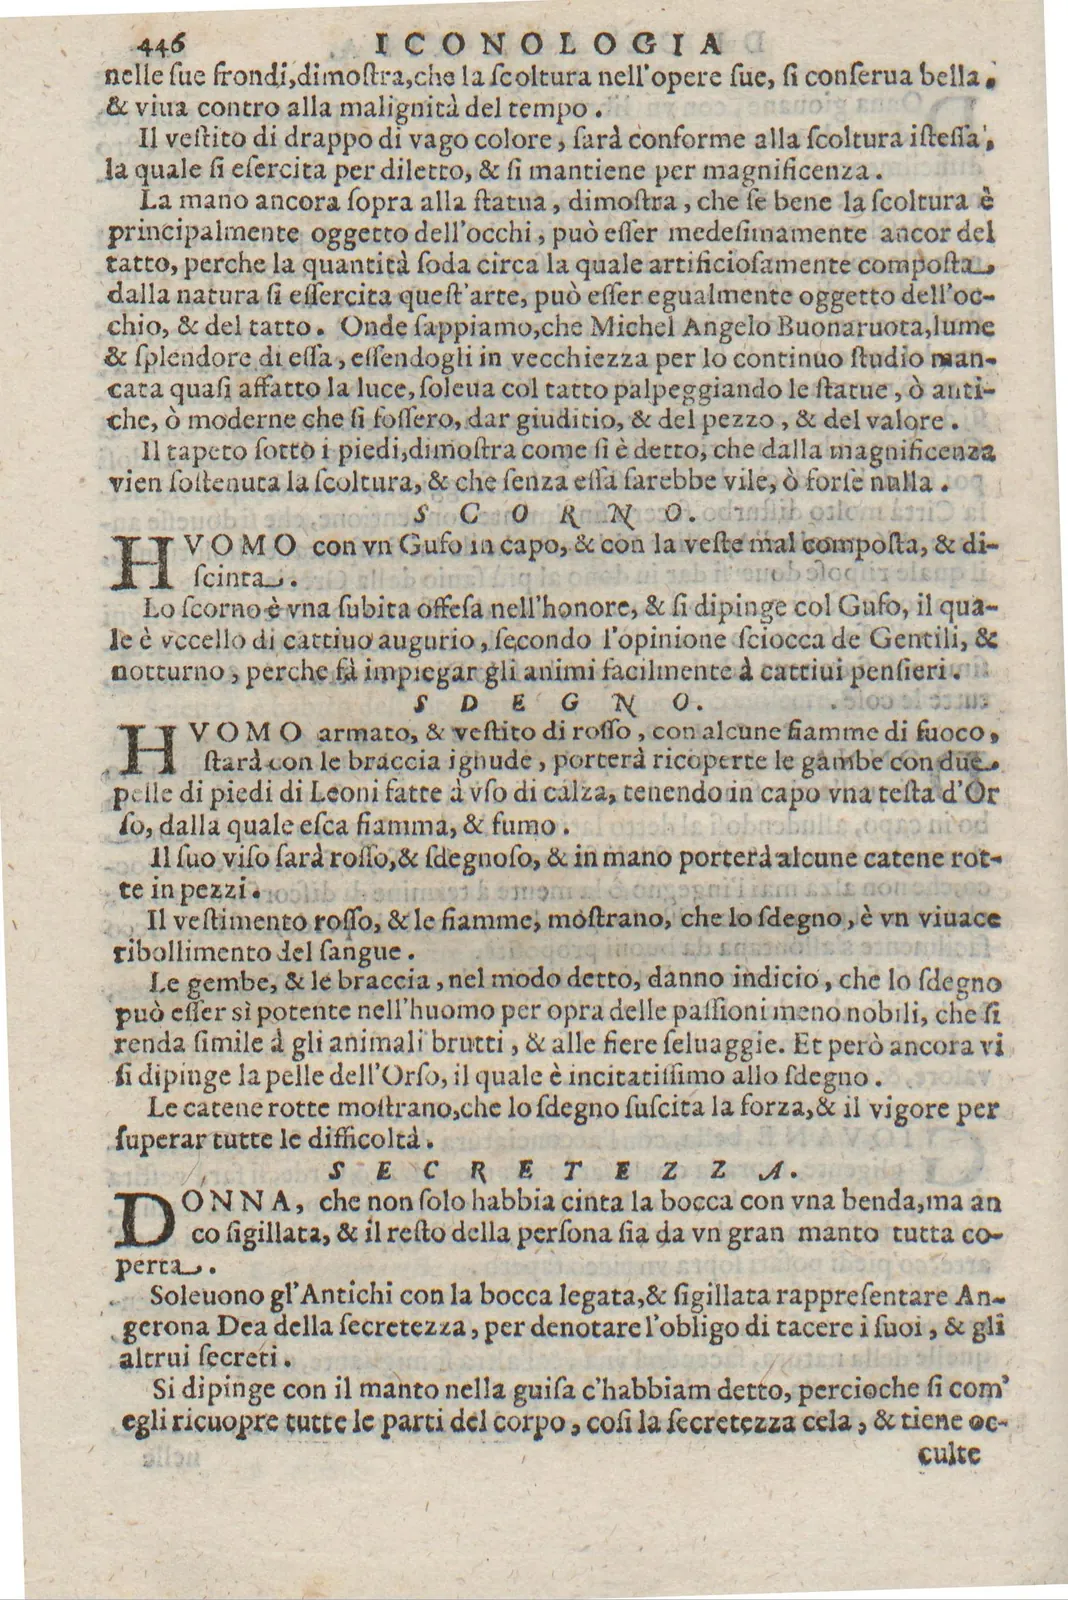 446 ICONOLOGIA
nelle ſue frondi,dimoſtra,che la ſcoltura nell'opere ſue, ſi conſerua bella,
& viua contro alla malignità del tempo.
Il veſtito di drappo di vago colore, ſarà conforme alla ſcoltura iſteſſa,
la quale ſi eſercita per diletto, & ſi mantiene per magnificenza.
La mano ancora ſopra alla ſtatua, dimoſtra, che ſe bene la ſcoltura è
principalmente oggetto dell'occhi, può eſſer medeſimamente ancor del
tatto, perche la quantità ſoda circa la quale artificioſamente compoſta,
dalla natura ſi eſſercita queſt'arte, può eſſer egualmente oggetto dell'oc-
chio, & del tatto. Onde ſappiamo,che Michel Angelo Buonaruota,lume
& ſplendore di eſſa, eſſendogli in vecchiezza per lo continuo ſtudio man-
cata quaſi affatto la luce, ſoleua col tatto palpeggiando le ſtatue, ò anti-
che, ò moderne che ſi foſſero, dar giuditio, & del pezzo, & del valore.
Il tapeto ſotto i piedi,dimoſtra come ſi è detto, che dalla magnificenza
vien ſoſtenuta la ſcoltura, & che ſenza eſſa ſarebbe vile, ò forſe nulla.
SCORNO.
HVOMO con vn Gufo in capo, & con la veſte mal compoſta, & di-
ſcinta.
Lo ſcorno è vna ſubita offeſa nell'honore, & ſi dipinge col Gufo, il qua-
le è vccello di cattiuo augurio, ſecondo l'opinione ſciocca de Gentili, &
notturno, perche fà impiegar gli animi facilmente à cattiui penſieri.
SDEGNO.
HVOMO armato, & veſtito di roſſo, con alcune fiamme di fuoco,
ſtarà con le braccia ignude, porterà ricoperte le gambe con due
pelle di piedi di Leoni fatte à vſo di calza, tenendo in capo vna teſta d'Or
ſo, dalla quale eſca fiamma, & fumo.
Il ſuo viſo ſarà roſſo,& ſdegnoſo, & in mano porterà alcune catene rot-
te in pezzi.
Il veſtimento roſſo, & le fiamme, moſtrano, che lo ſdegno, è vn viuace
ribollimento del ſangue.
Le gembe, & le braccia, nel modo detto, danno indicio, che lo ſdegno
può eſſer sì potente nell'huomo per opra delle paſſioni meno nobili, che ſi
renda ſimile à gli animali brutti, & alle fiere ſeluaggie. Et però ancora vi
ſi dipinge la pelle dell'Orſo, il quale è incitatiſſimo allo ſdegno.
Le catene rotte moſtrano,che lo ſdegno ſuſcita la forza,& il vigore per
ſuperar tutte le difficoltà.
SECRETEZZA.
DONNA, che non ſolo habbia cinta la bocca con vna benda,ma an
co ſigillata, & il reſto della perſona ſia da vn gran manto tutta co-
perta.
Soleuono gl'Antichi con la bocca legata,& ſigillata rappreſentare An-
gerona Dea della ſecretezza, per denotare l'obligo di tacere i ſuoi, & gli
altrui ſecreti.
Si dipinge con il manto nella guiſa c'habbiam detto, percioche ſi com'
egli ricuopre tutte le parti del corpo, coſi la ſecretezza cela, & tiene oc-
culte